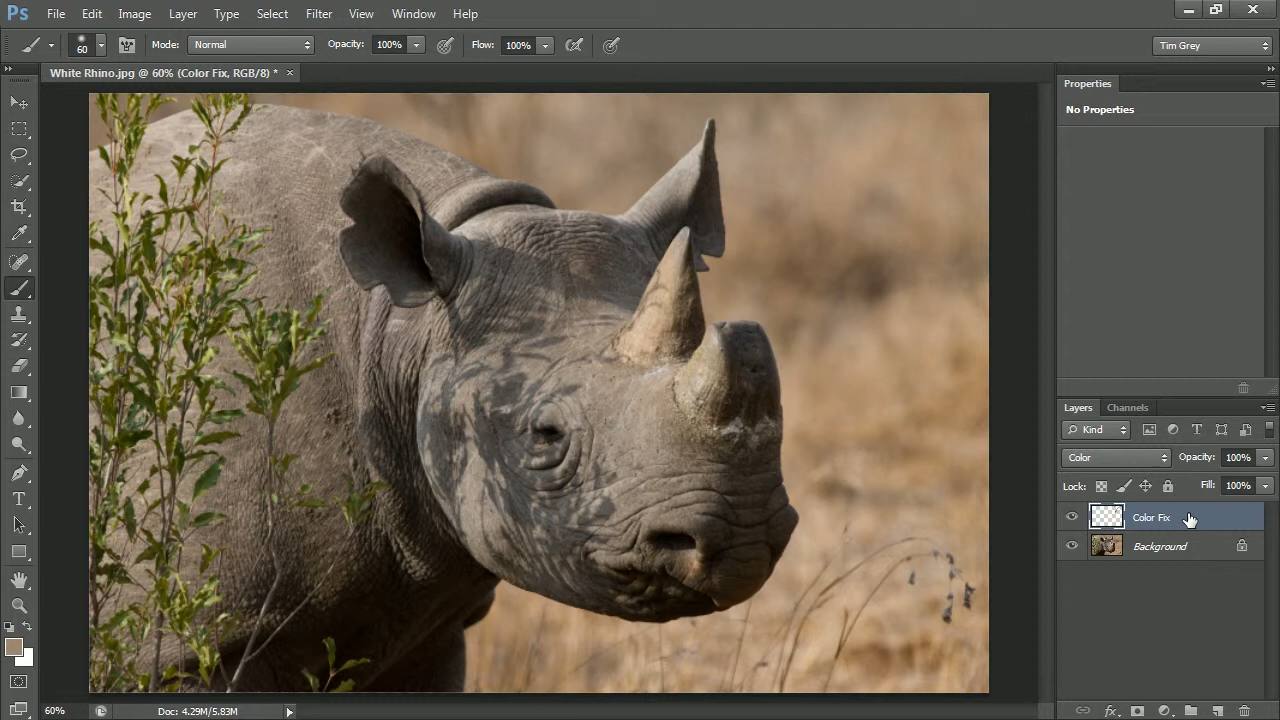 Ps File Edit Image Layer Type Select Filter View Window Help
60 Mode: Normal Opacity: 100% Flow: 100% Tim Grey
White Rhino.jpg @ 60% (Color Fix, RGB/8) * ×
Properties
No Properties
Layers Channels
Kind
Color Opacity: 100%
Lock: Fill: 100%
Color Fix
Background
60% Doc: 4.29M/5.83M